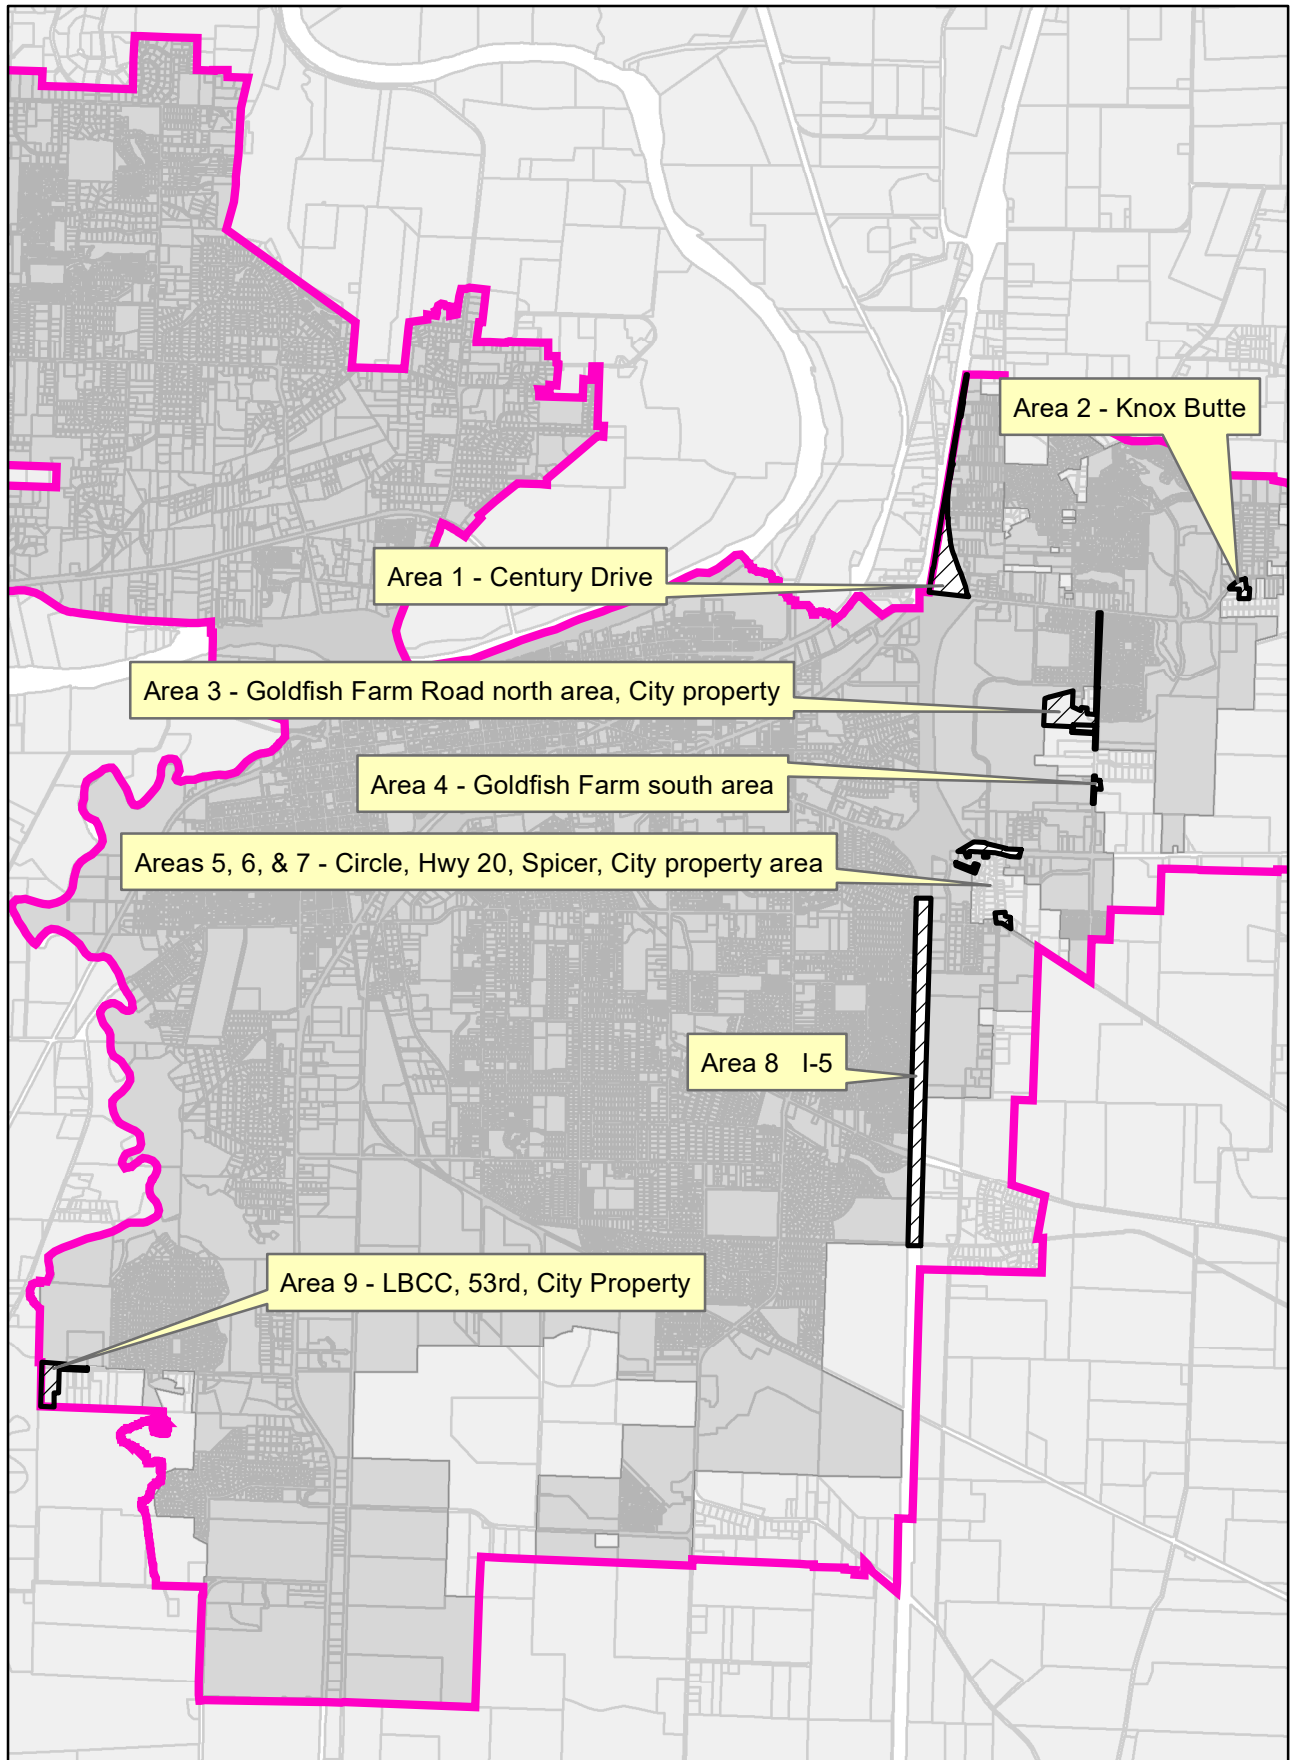 Area 2 - Knox Butte
Area 1 - Century Drive
Area 3 - Goldfish Farm Road north area, City property
Area 4 - Goldfish Farm south area
Areas 5, 6, & 7 - Circle, Hwy 20, Spicer, City property area
Area 8 I-5
Area 9 - LBCC, 53rd, City Property